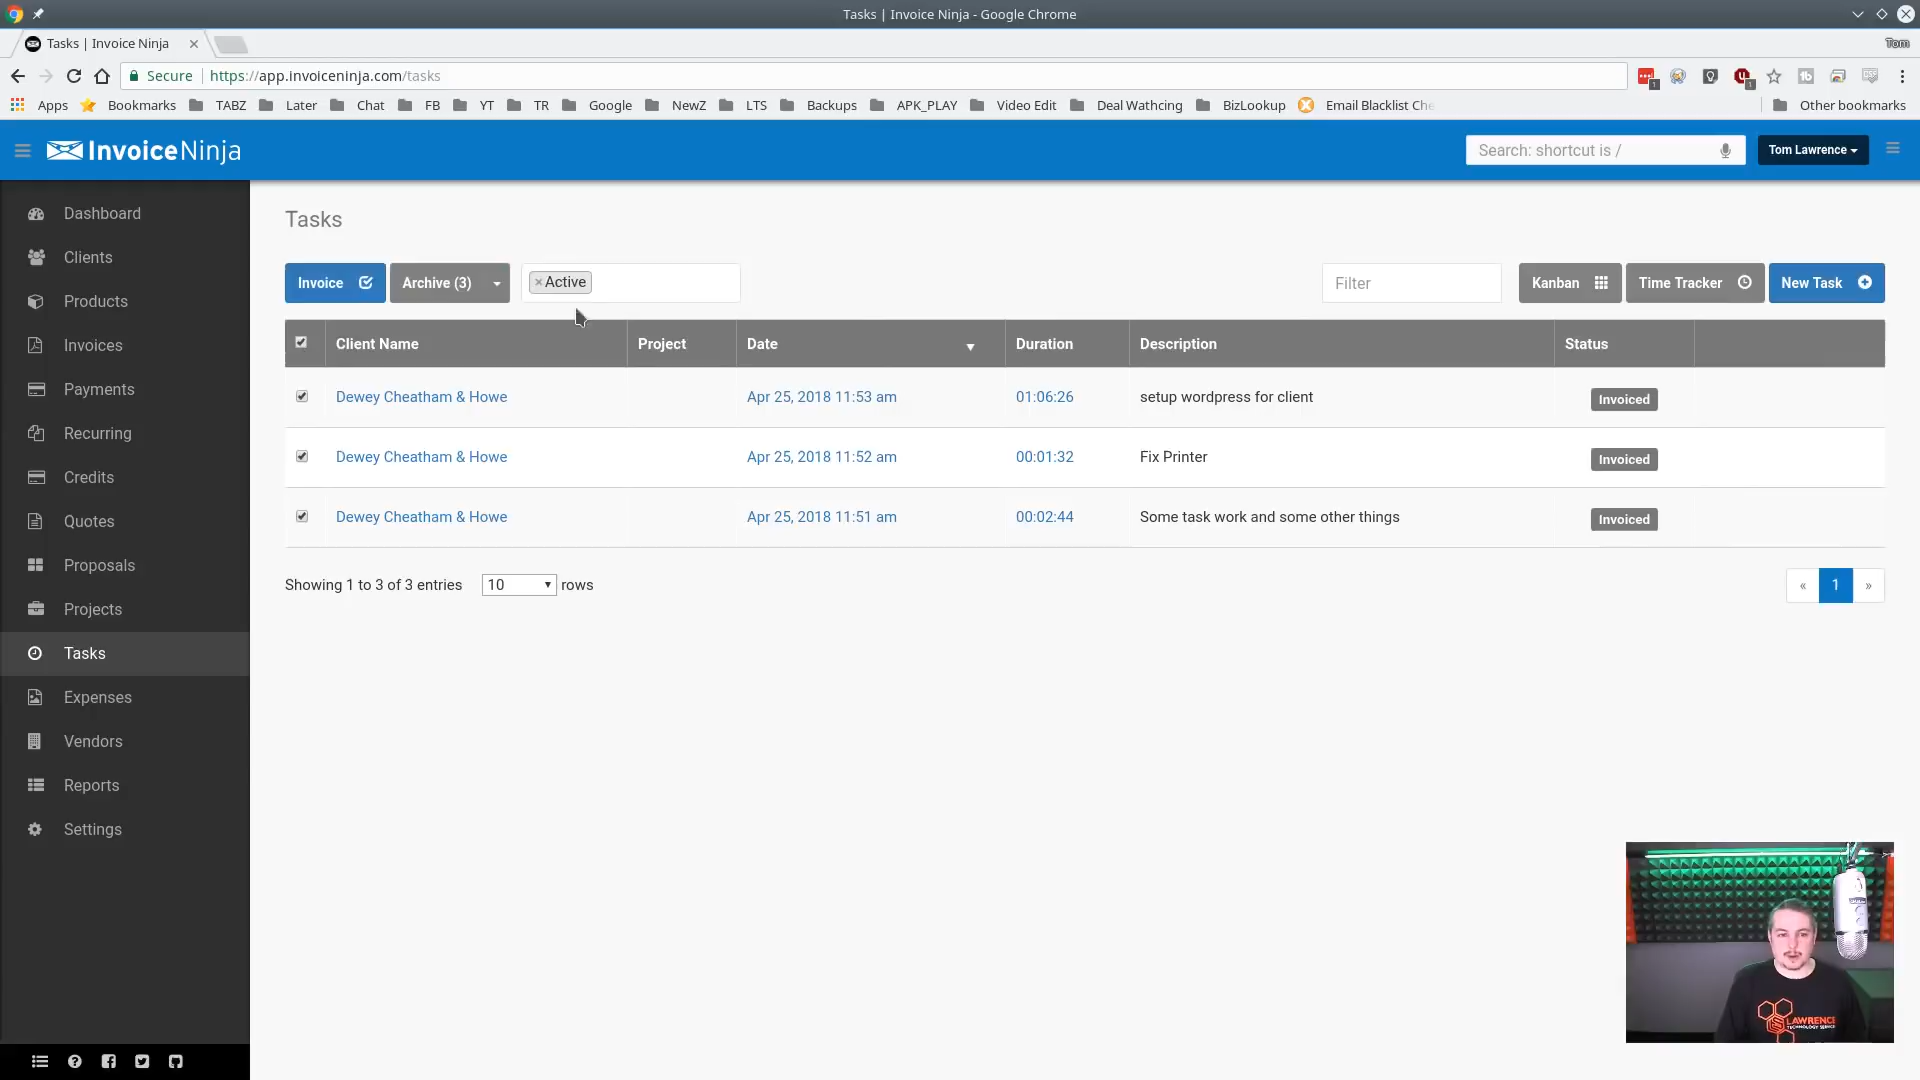 Tasks | Invoice Ninja - Google Chrome
Tasks | Invoice Ninja
Tom
Secure https://app.invoiceninja.com/tasks
Apps Bookmarks TABZ Later Chat FB YT TR Google NewZ LTS Backups APK_PLAY Video Edit Deal Wathcing BizLookup Email Blacklist Che Other bookmarks
InvoiceNinja
Search: shortcut is /
Tom Lawrence
Dashboard
Clients
Products
Invoices
Payments
Recurring
Credits
Quotes
Proposals
Projects
Tasks
Expenses
Vendors
Reports
Settings
Tasks
Invoice Archive (3) ×Active Filter Kanban Time Tracker New Task
Client Name Project Date Duration Description Status
Dewey Cheatham & Howe Apr 25, 2018 11:53 am 01:06:26 setup wordpress for client Invoiced
Dewey Cheatham & Howe Apr 25, 2018 11:52 am 00:01:32 Fix Printer Invoiced
Dewey Cheatham & Howe Apr 25, 2018 11:51 am 00:02:44 Some task work and some other things Invoiced
Showing 1 to 3 of 3 entries 10 rows
« 1 »
LAWRENCE